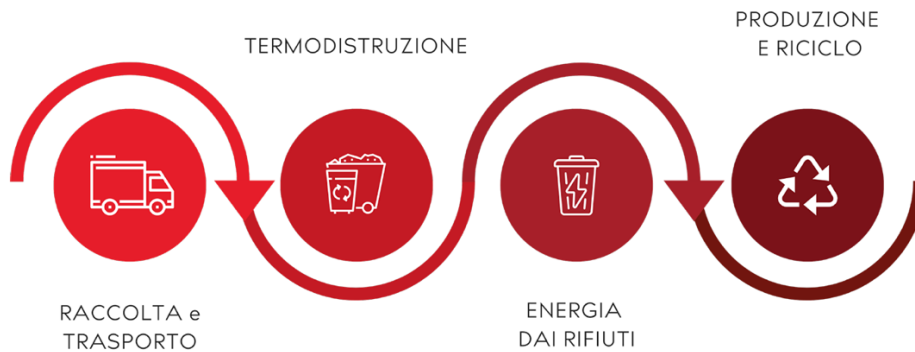 RACCOLTA e
TRASPORTO
TERMODISTRUZIONE
ENERGIA
DAI RIFIUTI
PRODUZIONE
E RICICLO